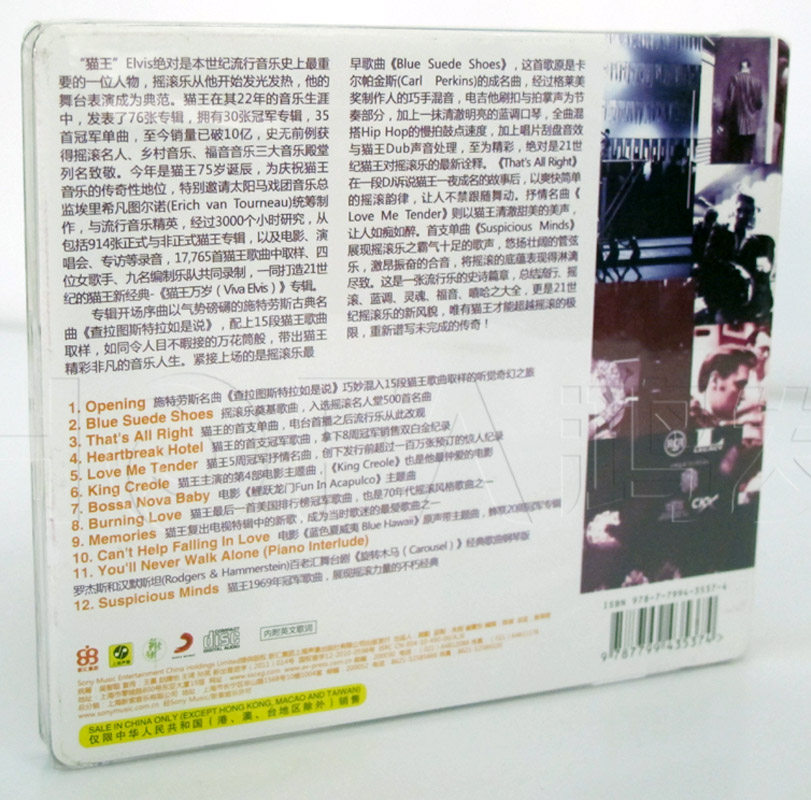 “猫王”Elvis绝对是本世纪流行音乐史上最重
要的一位人物，摇滚乐从他开始发光发热，他的
舞台表演成为典范。猫王在其22年的音乐生涯
中，发表了76张专辑，拥有30张冠军专辑，35
首冠军单曲，至今销量已破10亿，史无前例获
得摇滚名人、乡村音乐、福音音乐三大音乐殿堂
列名致敬。今年是猫王75岁诞辰，为庆祝猫王
音乐的传奇性地位，特别邀请太阳马戏团音乐总
监埃里希凡图尔诺(Erich van Tourneau)统筹制
作，与流行音乐精英，经过3000个小时研究，从
包括914张正式与非正式猫王专辑，以及电影、演
唱会、专访等录音，17,765首猫王歌曲中取样，四
位女歌手、九名编制乐队共同录制，一同打造21世
纪的猫王新经典-《猫王万岁（Viva Elvis）》专辑。
专辑开场序曲以气势磅礴的施特劳斯古典名
曲《查拉图斯特拉如是说》，配上15段猫王歌曲
取样，如同令人目不暇接的万花筒般，带出猫王
精彩非凡的音乐人生。紧接上场的是摇滚乐最
早歌曲《Blue Suede Shoes》，这首歌原是卡
尔帕金斯(Carl Perkins)的成名曲，经过格莱美
奖制作人的巧手混音，电吉他刷扣与拍掌声为节
奏部分，加上一抹清澈明亮的蓝调口琴，全曲混
搭Hip Hop的慢拍鼓点速度，加上唱片刮盘音效
与猫王Dub声音处理，至为精彩，绝对是21世
纪猫王对摇滚乐的最新诠释。《That's All Right》
在一段DJ诉说猫王一夜成名的故事后，以爽快简单
的摇滚韵律，让人不禁跟随舞动。抒情名曲《
Love Me Tender》则以猫王清澈甜美的美声，
让人如痴如醉。首支单曲《Suspicious Minds》
展现摇滚乐之霸气十足的歌声，悠扬壮阔的管弦
乐，激昂振奋的合音，将摇滚的底蕴表现得淋漓
尽致。这是一张流行乐的史诗篇章，总结流行、摇
滚、蓝调、灵魂、福音、嘻哈之大全，更是21世
纪摇滚乐的新风貌，唯有猫王才能超越摇滚的极
限，重新谱写未完成的传奇！
1. Opening 施特劳斯名曲《查拉图斯特拉如是说》巧妙混入15段猫王歌曲取样的听觉奇幻之旅
2. Blue Suede Shoes 摇滚乐奠基歌曲，入选摇滚名人堂500首名曲
3. That's All Right 猫王的首支单曲，电台首播之后流行乐从此改观
4. Heartbreak Hotel 猫王的首支冠军歌曲，拿下8周冠军销售双白金纪录
5. Love Me Tender 猫王5周冠军抒情名曲，创下发行前超过一百万张预订的惊人纪录
6. King Creole 猫王主演的第4部电影主题曲，《King Creole》也是他最钟爱的电影
7. Bossa Nova Baby 电影《鲤跃龙门Fun In Acapulco》主题曲
8. Burning Love 猫王最后一首美国排行榜冠军歌曲，也是70年代摇滚风格歌曲之一
9. Memories 猫王复出电视特辑中的新歌，成为当时歌迷的最爱歌曲之一
10. Can't Help Falling In Love 电影《蓝色夏威夷 Blue Hawaii》原声带主题曲，勇夺20周冠军专辑
11. You'll Never Walk Alone (Piano Interlude)
罗杰斯和汉默斯坦(Rodgers & Hammerstein)百老汇舞台剧《旋转木马（Carousel）》经典歌曲钢琴版
12. Suspicious Minds 猫王1969年冠军歌曲，展现摇滚力量的不朽经典
COMPACT
disc
DIGITAL AUDIO
内附英文歌词
ISBN 978-7-7994-3537-4
9 787799 435374
www.sonymusic.com.cn
SALE IN CHINA ONLY (EXCEPT HONG KONG, MACAO AND TAIWAN)
仅限中华人民共和国（港、澳、台地区除外）销售